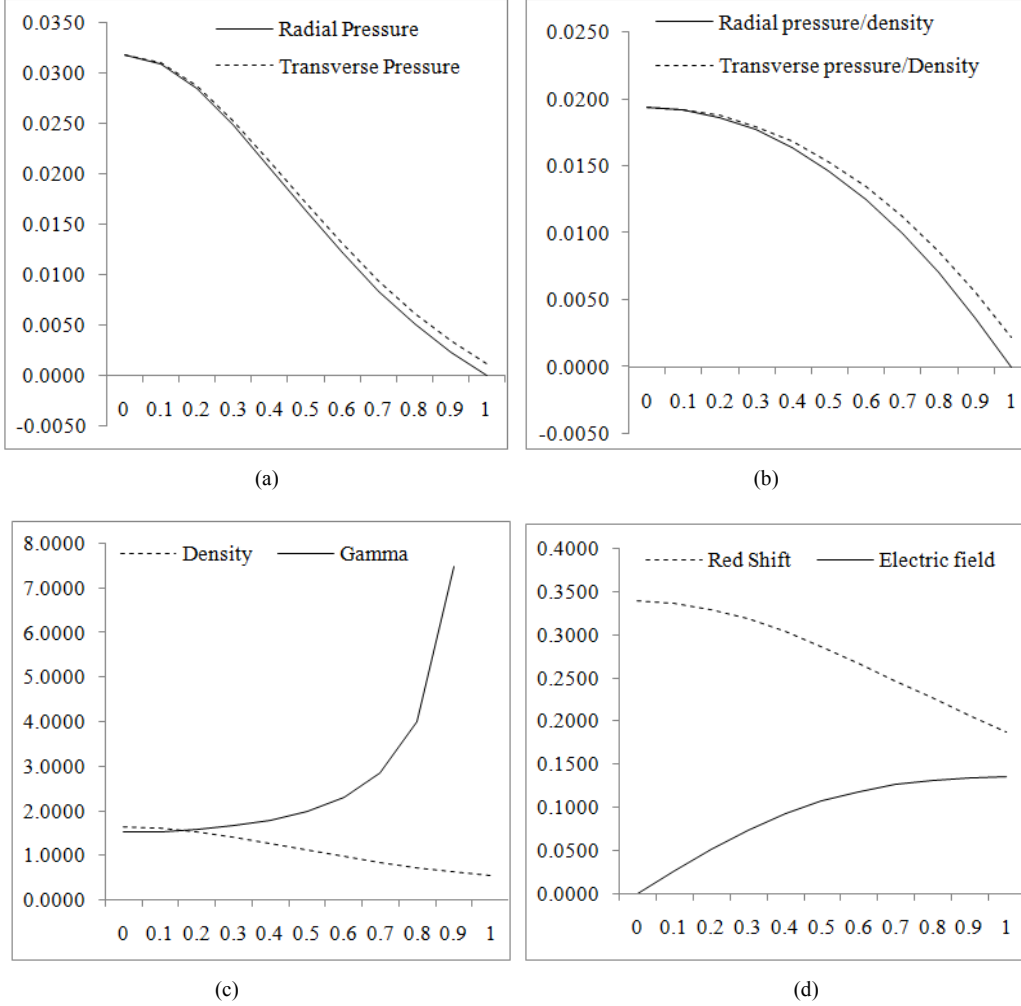 0.0350
0.0300
0.0250
0.0200
0.0150
0.0100
0.0050
0.0000
-0.0050
Radial Pressure
Transverse Pressure
0 0.1 0.2 0.3 0.4 0.5 0.6 0.7 0.8 0.9 1
(a)
0.0250
0.0200
0.0150
0.0100
0.0050
0.0000
-0.0050
Radial pressure/density
Transverse pressure/Density
0 0.1 0.2 0.3 0.4 0.5 0.6 0.7 0.8 0.9 1
(b)
8.0000
7.0000
6.0000
5.0000
4.0000
3.0000
2.0000
1.0000
0.0000
Density Gamma
0 0.1 0.2 0.3 0.4 0.5 0.6 0.7 0.8 0.9 1
(c)
0.4000
0.3500
0.3000
0.2500
0.2000
0.1500
0.1000
0.0500
0.0000
Red Shift Electric field
0 0.1 0.2 0.3 0.4 0.5 0.6 0.7 0.8 0.9 1
(d)